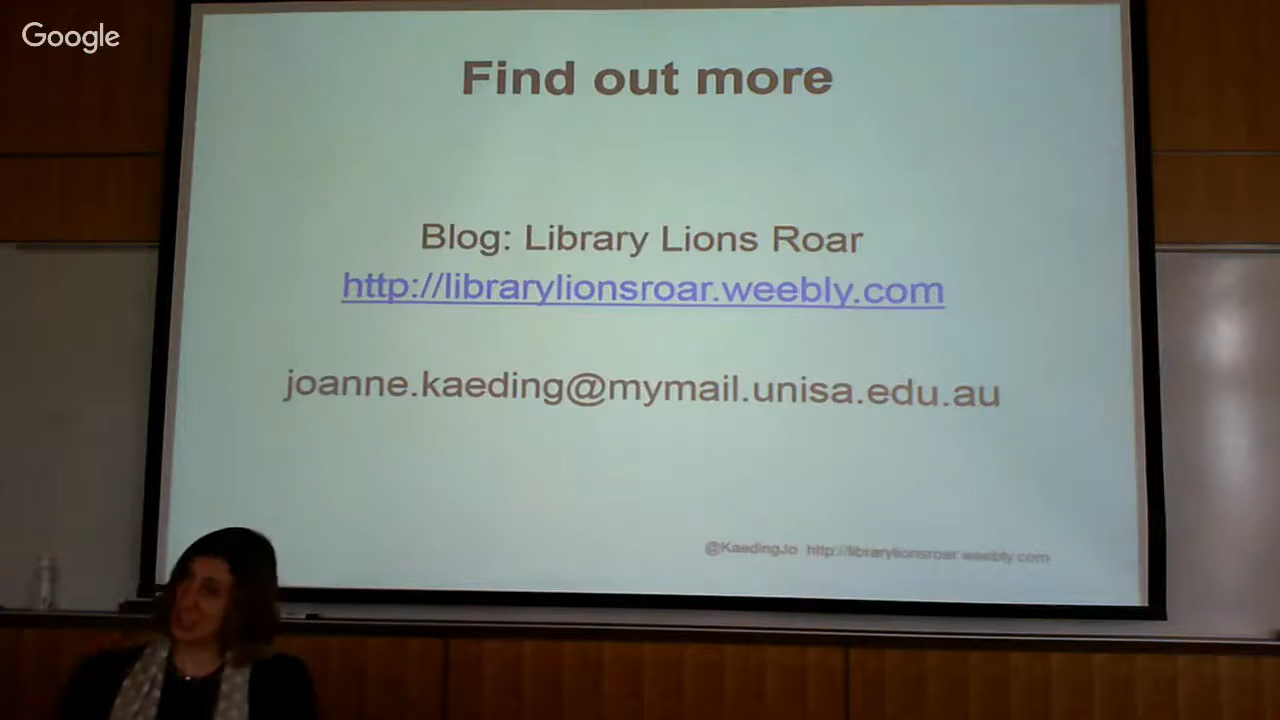 Google
Find out more
Blog: Library Lions Roar
http://librarylionsroar.weebly.com
joanne.kaeding@mymail.unisa.edu.au
@KaedingJo http://librarylionsroar.weebly.com